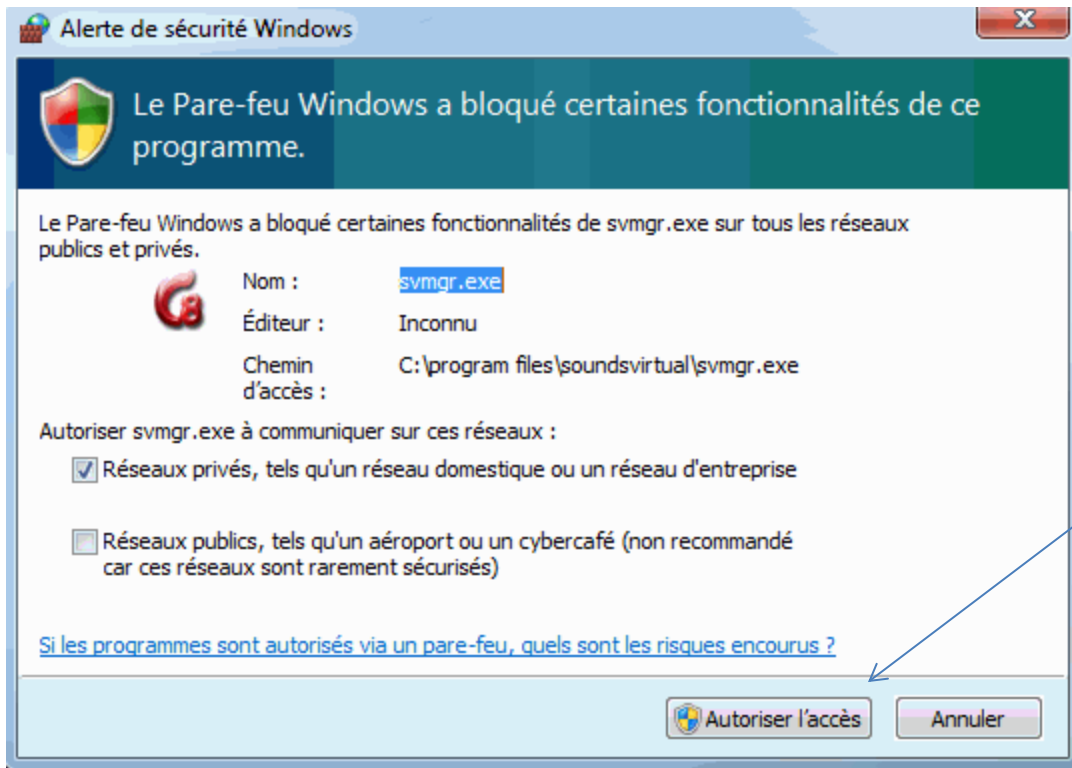 Alerte de sécurité Windows
X
Le Pare-feu Windows a bloqué certaines fonctionnalités de ce
programme.
Le Pare-feu Windows a bloqué certaines fonctionnalités de svmgr.exe sur tous les réseaux
publics et privés.
Nom : svmgr.exe
Éditeur : Inconnu
Chemin C:\program files\soundsvirtual\svmgr.exe
d'accès :
Autoriser svmgr.exe à communiquer sur ces réseaux :
Réseaux privés, tels qu'un réseau domestique ou un réseau d'entreprise
Réseaux publics, tels qu'un aéroport ou un cybercafé (non recommandé
car ces réseaux sont rarement sécurisés)
Si les programmes sont autorisés via un pare-feu, quels sont les risques encourus ?
Autoriser l'accès Annuler